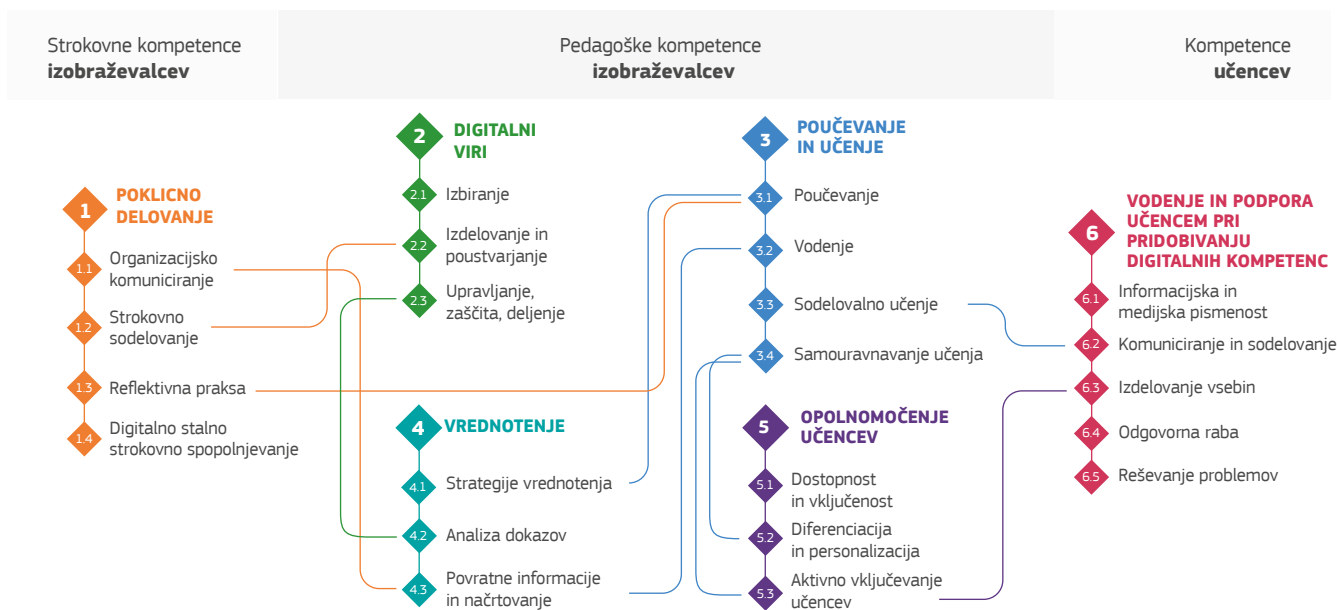 Strokovne kompetence
izobraževalcev
Pedagoške kompetence
izobraževalcev
Kompetence
učencev
1
POKLICNO
DELOVANJE
1.1
Organizacijsko
komuniciranje
1.2
Strokovno
sodelovanje
1.3
Reflektivna praksa
1.4
Digitalno stalno
strokovno spopolnjevanje
2
DIGITALNI
VIRI
2.1
Izbiranje
2.2
Izdelovanje in
poustvarjanje
2.3
Upravljanje,
zaščita, deljenje
3
POUČEVANJE
IN UČENJE
3.1
Poučevanje
3.2
Vodenje
3.3
Sodelovalno učenje
3.4
Samouravnavanje učenja
4
VREDNOTENJE
4.1
Strategije vrednotenja
4.2
Analiza dokazov
4.3
Povratne informacije
in načrtovanje
5
OPOLNOMOČENJE
UČENCEV
5.1
Dostopnost
in vključenost
5.2
Diferenciacija
in personalizacija
5.3
Aktivno vključevanje
učencev
6
VODENJE IN PODPORA
UČENCEM PRI
PRIDOBIVANJU
DIGITALNIH KOMPETENC
6.1
Informacijska in
medijska pismenost
6.2
Komuniciranje in sodelovanje
6.3
Izdelovanje vsebin
6.4
Odgovorna raba
6.5
Reševanje problemov